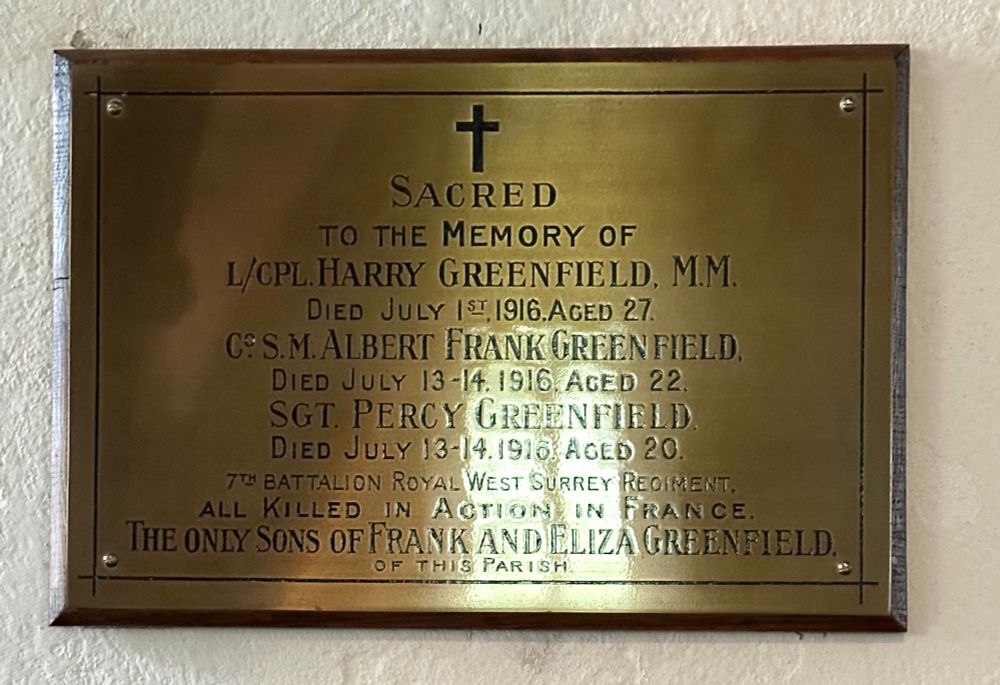 SACRED
TO THE MEMORY OF
L/CPL. HARRY GREENFIELD, M.M.
DIED JULY 1ST, 1916. AGED 27.
Co S.M. ALBERT FRANK GREENFIELD,
DIED JULY 13-14, 1916. AGED 22.
SGT. PERCY GREENFIELD,
DIED JULY 13-14, 1916. AGED 20.
7TH BATTALION ROYAL WEST SURREY REGIMENT,
ALL KILLED IN ACTION IN FRANCE.
THE ONLY SONS OF FRANK AND ELIZA GREENFIELD.
OF THIS PARISH.